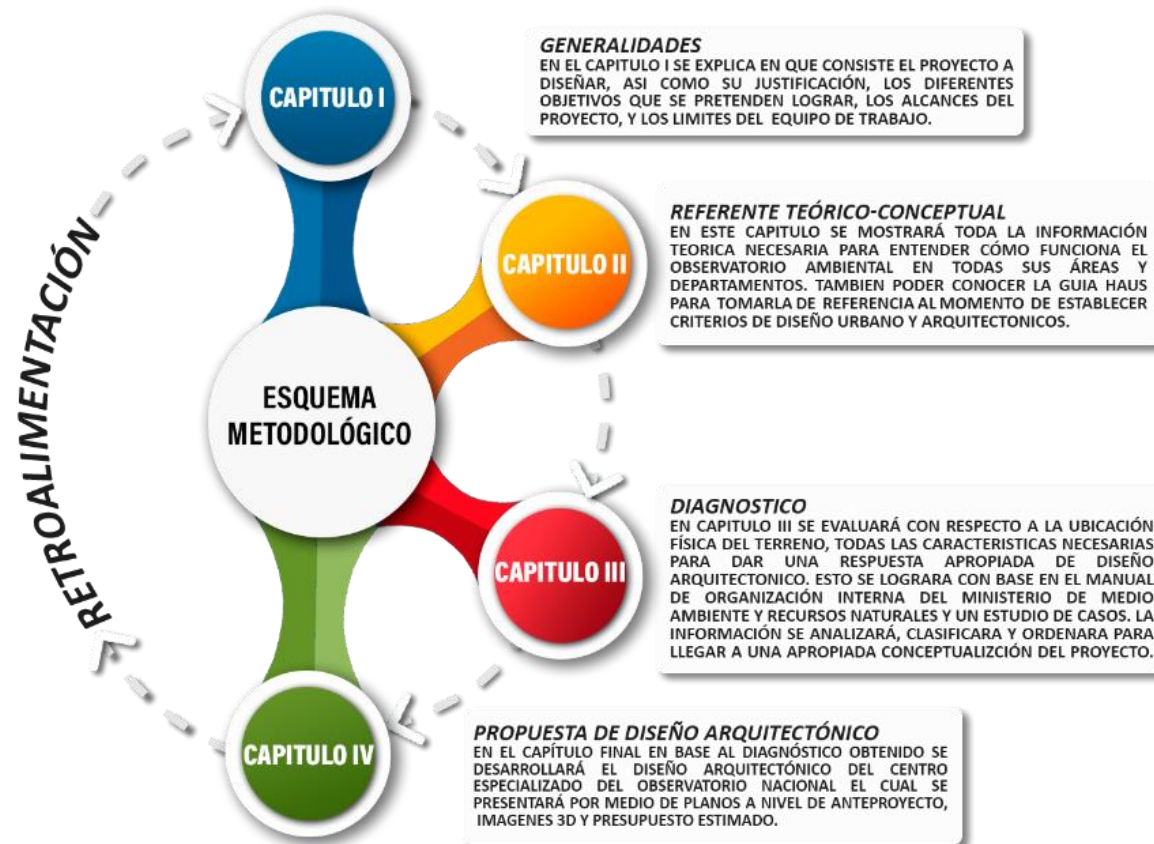 CAPITULO I
GENERALIDADES
EN EL CAPITULO I SE EXPLICA EN QUE CONSISTE EL PROYECTO A
DISEÑAR, ASI COMO SU JUSTIFICACIÓN, LOS DIFERENTES
OBJETIVOS QUE SE PRETENDEN LOGRAR, LOS ALCANCES DEL
PROYECTO, Y LOS LIMITES DEL EQUIPO DE TRABAJO.
CAPITULO II
REFERENTE TEÓRICO-CONCEPTUAL
EN ESTE CAPITULO SE MOSTRARÁ TODA LA INFORMACIÓN
TEORICA NECESARIA PARA ENTENDER CÓMO FUNCIONA EL
OBSERVATORIO AMBIENTAL EN TODAS SUS ÁREAS Y
DEPARTAMENTOS. TAMBIEN PODER CONOCER LA GUIA HAUS
PARA TOMARLA DE REFERENCIA AL MOMENTO DE ESTABLECER
CRITERIOS DE DISEÑO URBANO Y ARQUITECTONICOS.
ESQUEMA
METODOLÓGICO
RETROALIMENTACIÓN
CAPITULO III
DIAGNOSTICO
EN CAPITULO III SE EVALUARÁ CON RESPECTO A LA UBICACIÓN
FÍSICA DEL TERRENO, TODAS LAS CARACTERISTICAS NECESARIAS
PARA DAR UNA RESPUESTA APROPIADA DE DISEÑO
ARQUITECTONICO. ESTO SE LOGRARA CON BASE EN EL MANUAL
DE ORGANIZACIÓN INTERNA DEL MINISTERIO DE MEDIO
AMBIENTE Y RECURSOS NATURALES Y UN ESTUDIO DE CASOS. LA
INFORMACIÓN SE ANALIZARÁ, CLASIFICARA Y ORDENARA PARA
LLEGAR A UNA APROPIADA CONCEPTUALIZCIÓN DEL PROYECTO.
CAPITULO IV
PROPUESTA DE DISEÑO ARQUITECTÓNICO
EN EL CAPÍTULO FINAL EN BASE AL DIAGNÓSTICO OBTENIDO SE
DESARROLLARÁ EL DISEÑO ARQUITECTÓNICO DEL CENTRO
ESPECIALIZADO DEL OBSERVATORIO NACIONAL EL CUAL SE
PRESENTARÁ POR MEDIO DE PLANOS A NIVEL DE ANTEPROYECTO,
IMAGENES 3D Y PRESUPUESTO ESTIMADO.